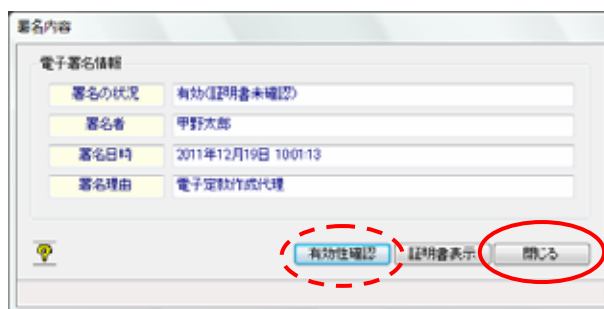 署名内容
電子署名情報
署名の状況 有効(証明書未確認)
署名者 甲野太郎
署名日時 2011年12月19日 10:01:13
署名理由 電子定款作成代理
有効性確認 証明書表示 閉じる